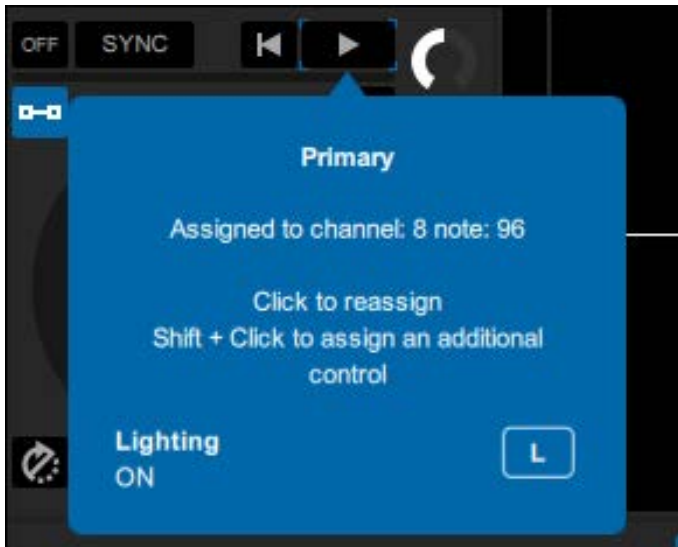 OFF SYNC
Primary
Assigned to channel: 8 note: 96
Click to reassign
Shift + Click to assign an additional
control
Lighting
L
ON